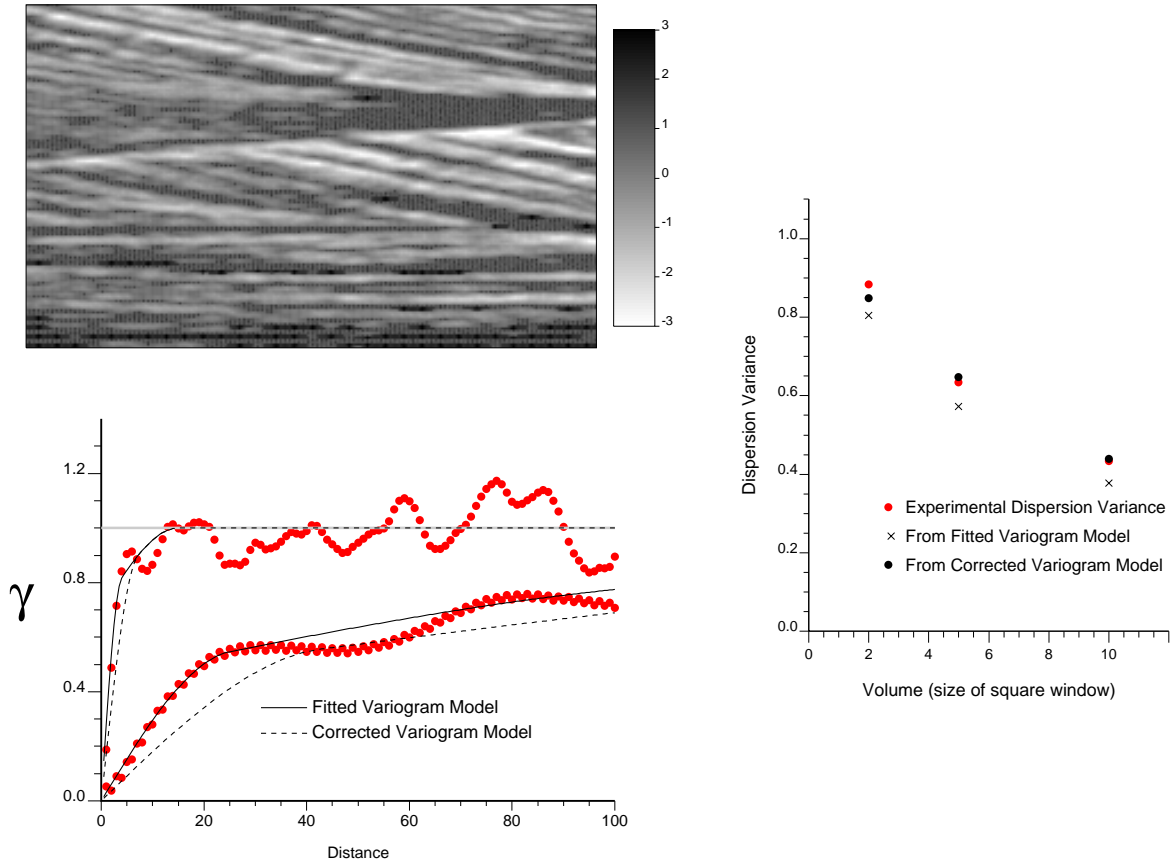 3
2
1
0
-1
-2
-3
γ
1.2
0.8
0.4
0.0
0 20 40 60 80 100
Fitted Variogram Model
Corrected Variogram Model
Distance
Dispersion Variance
1.0
0.8
0.6
0.4
0.2
0.0
0 2 4 6 8 10
Experimental Dispersion Variance
From Fitted Variogram Model
From Corrected Variogram Model
Volume (size of square window)